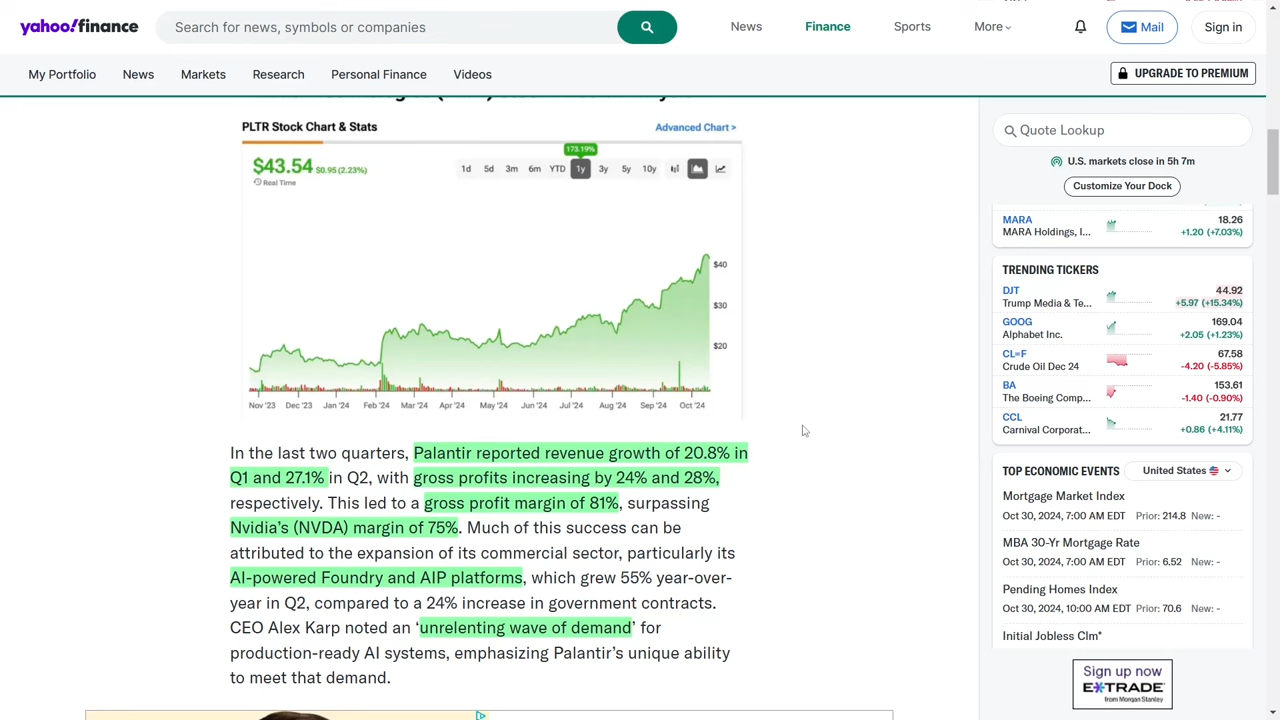 yahoo!finance
Search for news, symbols or companies
News
Finance
Sports
More
Mail
Sign in
My Portfolio
News
Markets
Research
Personal Finance
Videos
UPGRADE TO PREMIUM
PLTR Stock Chart & Stats
Advanced Chart >
$43.54 $0.95 (2.23%)
Real Time
173.19%
1d 5d 3m 6m YTD 1y 3y 5y 10y
$40
$30
$20
Nov '23 Dec '23 Jan '24 Feb '24 Mar '24 Apr '24 May '24 Jun '24 Jul '24 Aug '24 Sep '24 Oct '24
In the last two quarters, Palantir reported revenue growth of 20.8% in
Q1 and 27.1% in Q2, with gross profits increasing by 24% and 28%,
respectively. This led to a gross profit margin of 81%, surpassing
Nvidia's (NVDA) margin of 75%. Much of this success can be
attributed to the expansion of its commercial sector, particularly its
AI-powered Foundry and AIP platforms, which grew 55% year-over-
year in Q2, compared to a 24% increase in government contracts.
CEO Alex Karp noted an ‘unrelenting wave of demand’ for
production-ready AI systems, emphasizing Palantir's unique ability
to meet that demand.
Quote Lookup
U.S. markets close in 5h 7m
Customize Your Dock
MARA 18.26
MARA Holdings, I... +1.20 (+7.03%)
TRENDING TICKERS
DJT 44.92
Trump Media & Te... +5.97 (+15.34%)
GOOG 169.04
Alphabet Inc. +2.05 (+1.23%)
CL=F 67.58
Crude Oil Dec 24 -4.20 (-5.85%)
BA 153.61
The Boeing Comp... -1.40 (-0.90%)
CCL 21.77
Carnival Corporat... +0.86 (+4.11%)
TOP ECONOMIC EVENTS United States
Mortgage Market Index
Oct 30, 2024, 7:00 AM EDT Prior: 214.8 New: -
MBA 30-Yr Mortgage Rate
Oct 30, 2024, 7:00 AM EDT Prior: 6.52 New: -
Pending Homes Index
Oct 30, 2024, 10:00 AM EDT Prior: 70.6 New: -
Initial Jobless Clm*
Sign up now
E*TRADE
from Morgan Stanley